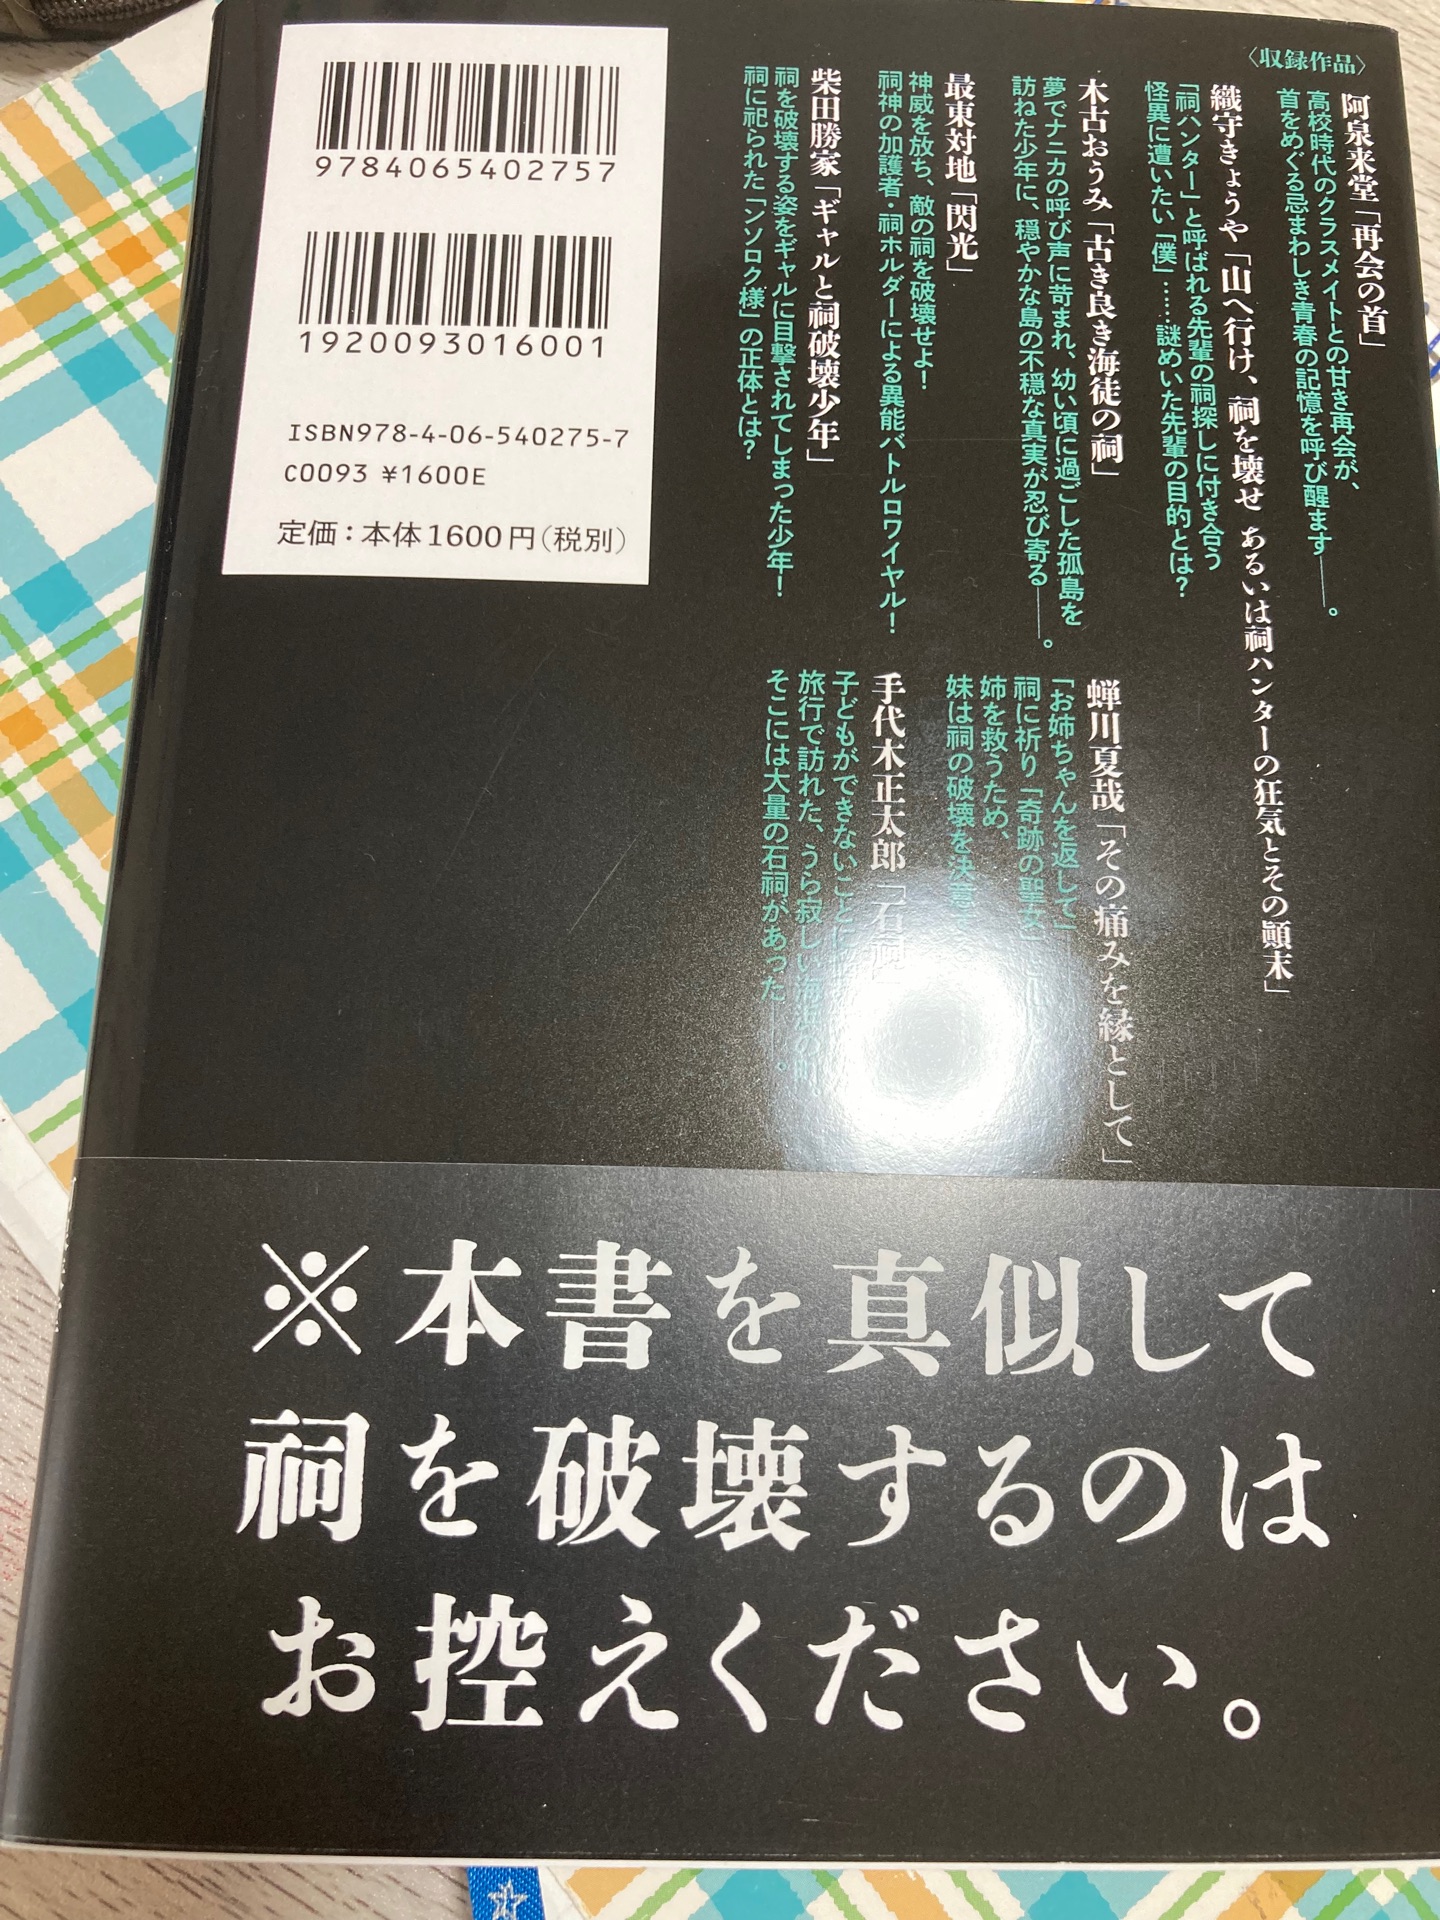 〈収録作品〉
阿泉来堂「再会の首」
高校時代のクラスメイトとの甘き再会が、
首をめぐる忌まわしき青春の記憶を呼び醒ます――。
織守きょうや「山へ行け、祠を壊せ あるいは祠ハンターの狂気とその顚末」
「祠ハンター」と呼ばれる先輩の祠探しに付き合う
怪異に遭いたい「僕」……謎めいた先輩の目的とは?
木古おうみ「古き良き海徒の祠」
夢でナニカの呼び声に苛まれ、幼い頃に過ごした孤島を
訪ねた少年に、穏やかな島の不穏な真実が忍び寄る――。
最東対地「閃光」
神威を放ち、敵の祠を破壊せよ!
祠神の加護者・祠ホルダーによる異能バトルロワイヤル!
柴田勝家「ギャルと祠破壊少年」
祠を破壊する姿をギャルに目撃されてしまった少年!
祠に祀られた「ンソロク様」の正体とは?
蝉川夏哉「その痛みを縁として」
「お姉ちゃんを返して」
祠に祈り「奇跡の聖女」
姉を救うため、
妹は祠の破壊を決意
手代木正太郎「石祠」
子どもができないことに
旅行で訪れた、うら寂しい海浜の町。
そこには大量の石祠があった――。
9784065402757
1920093016001
ISBN978-4-06-540275-7
C0093 ¥1600E
定価:本体1600円(税別)
※本書を真似して
祠を破壊するのは
お控えください。